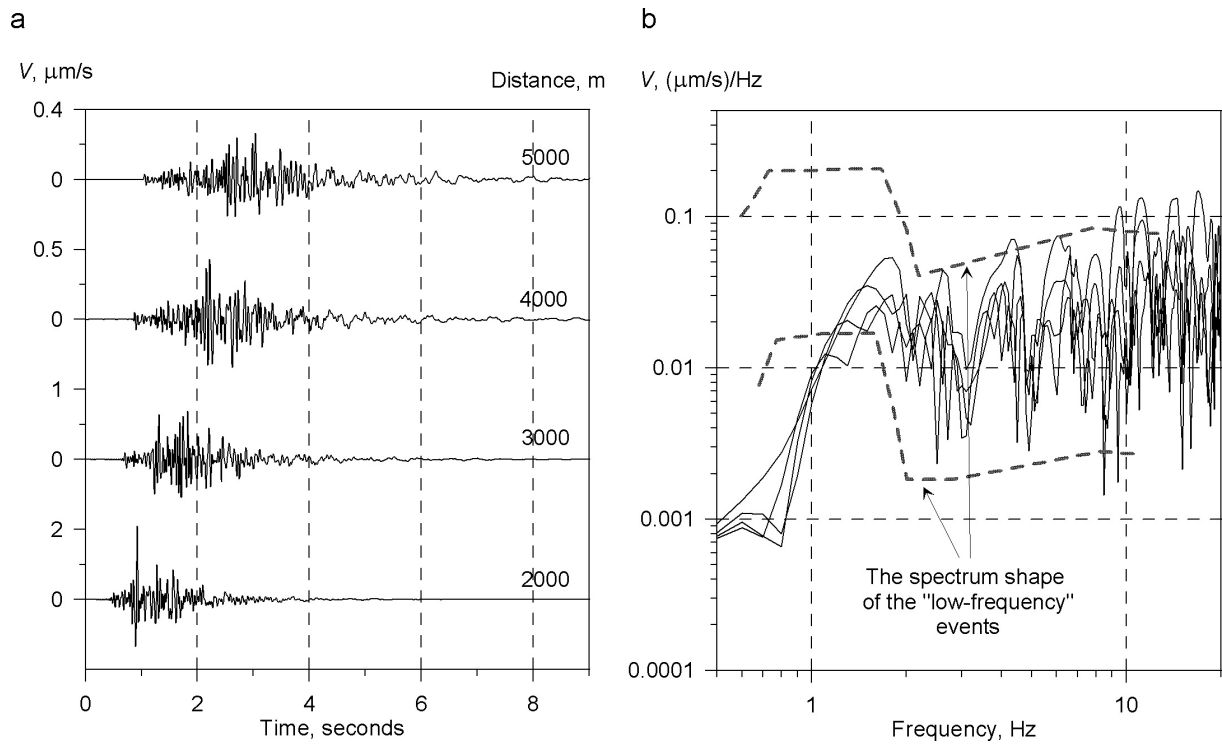 a
V, μm/s
Distance, m
0.4
5000
0
0.5
4000
0
1
3000
0
2
2000
0
0 2 4 6 8
Time, seconds
b
V, (μm/s)/Hz
0.1
0.01
0.001
The spectrum shape
of the "low-frequency"
events
0.0001
1 10
Frequency, Hz